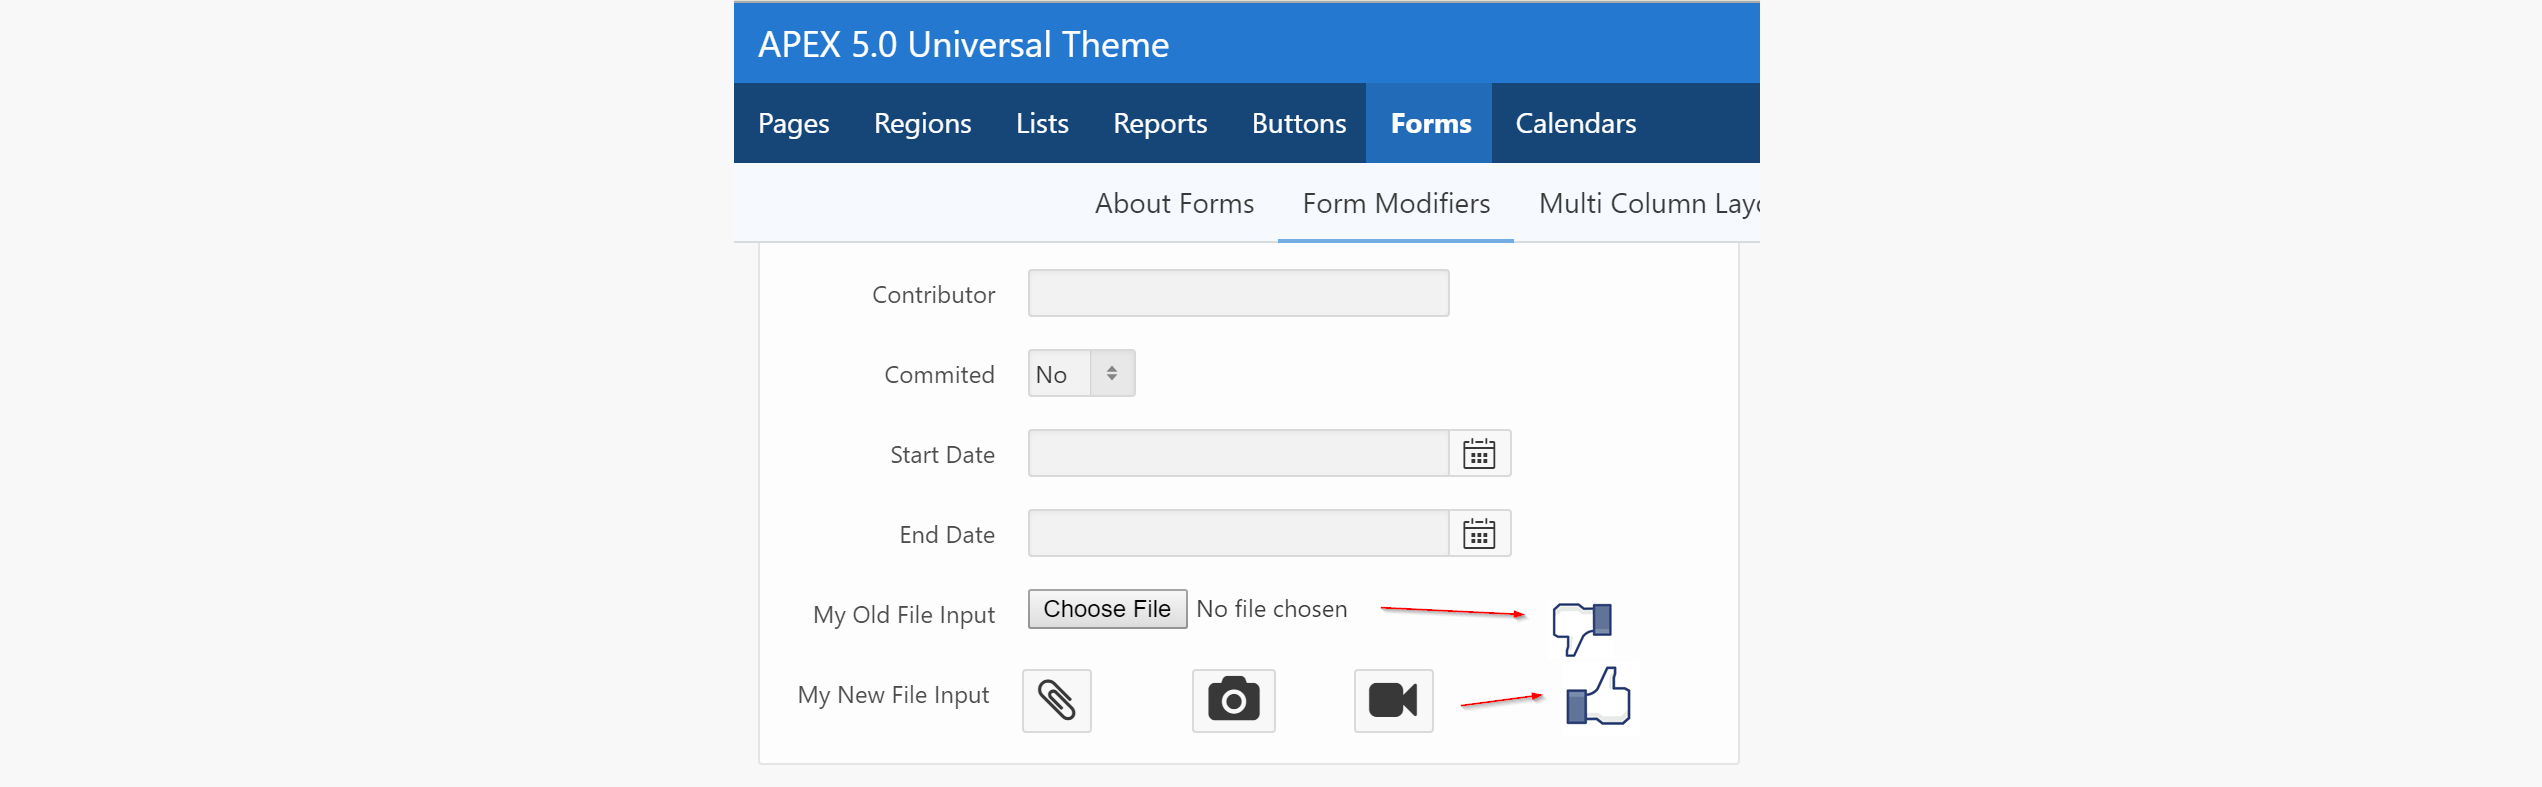 APEX 5.0 Universal Theme
Pages Regions Lists Reports Buttons Forms Calendars
About Forms Form Modifiers Multi Column Layo
Contributor
Commited No
Start Date
End Date
My Old File Input Choose File No file chosen
My New File Input